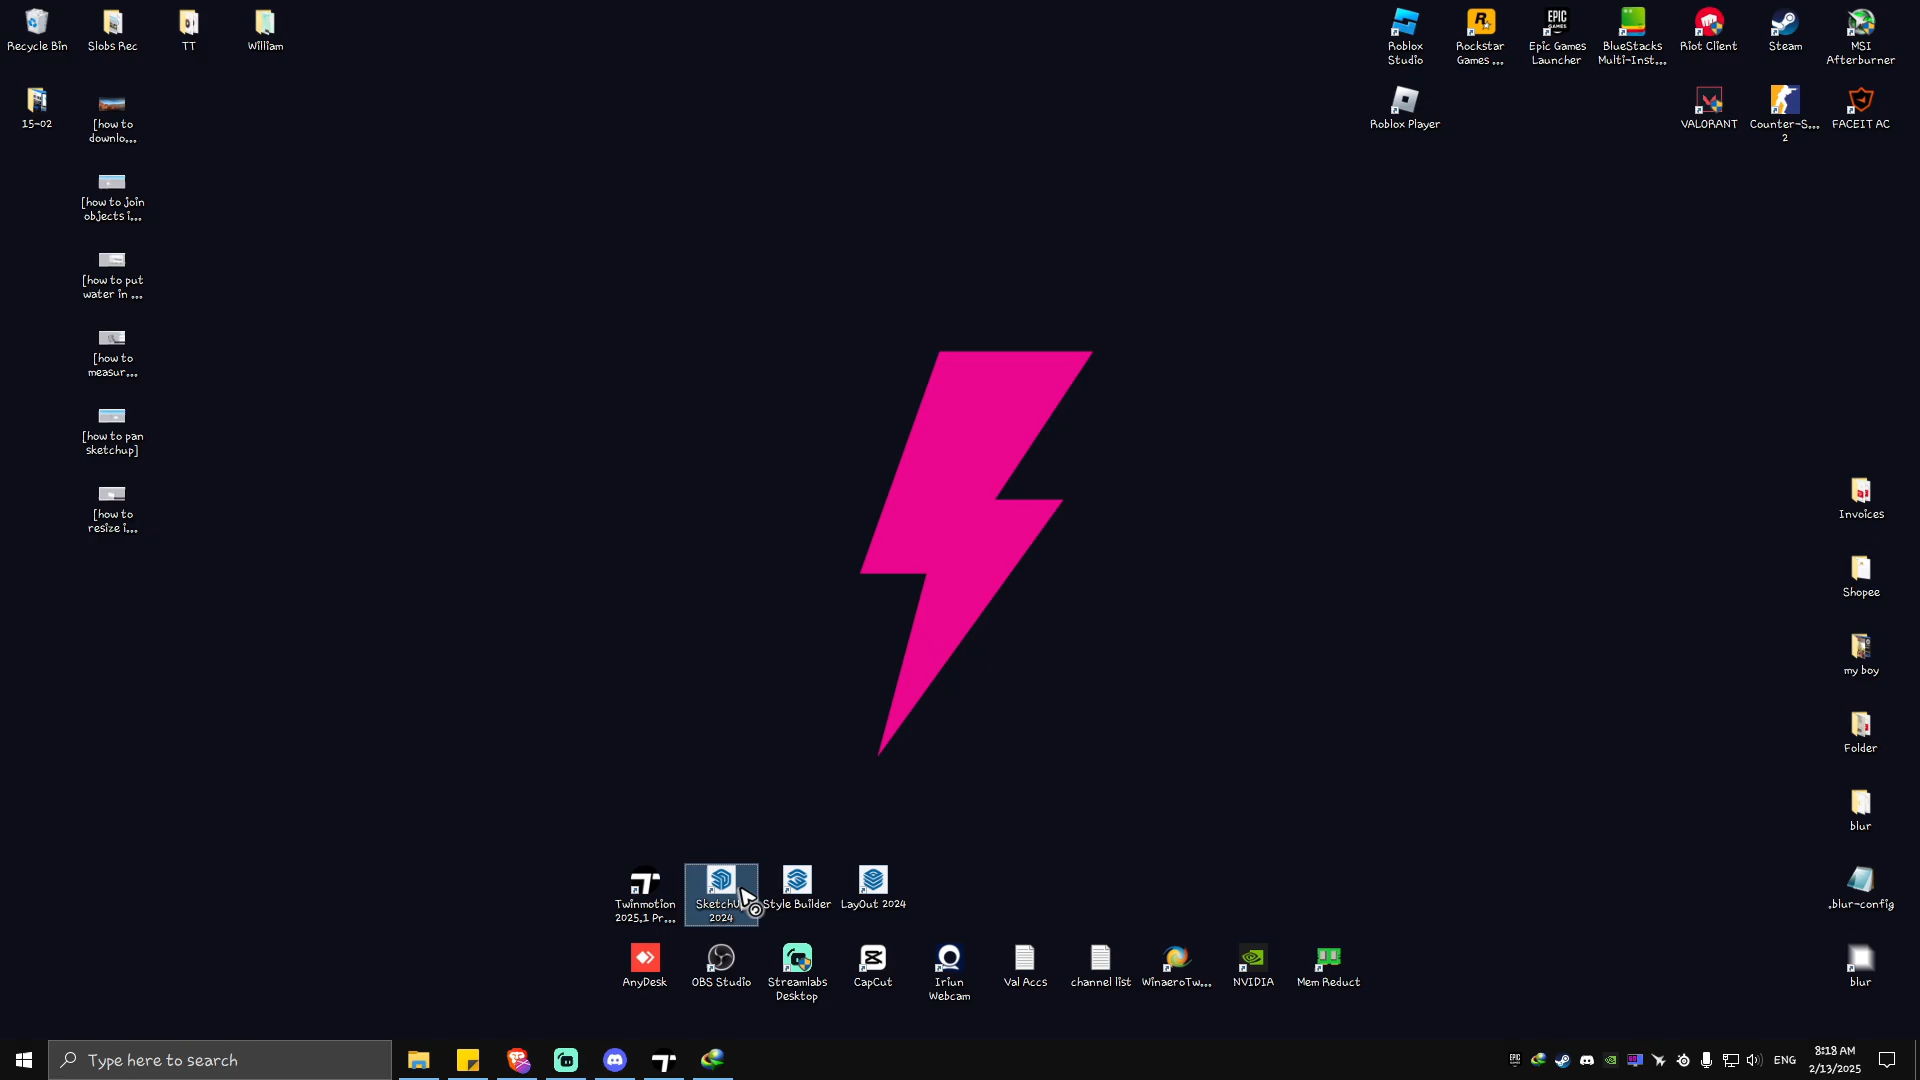 Recycle Bin
Slobs Rec
TT
William
Roblox
Studio
Rockstar
Games ...
Epic Games
Launcher
BlueStacks
Multi-Inst...
Riot Client
Steam
MSI
Afterburner
15-02
[how to
downlo...
Roblox Player
VALORANT
Counter-S...
2
FACEIT AC
[how to join
objects i...
[how to put
water in ...
[how to
measur...
[how to pan
sketchup]
[how to
resize i...
Invoices
Shopee
my boy
Folder
blur
Twinmotion
2025.1 Pr...
SketchU
2024
Style Builder
LayOut 2024
.blur-config
AnyDesk
OBS Studio
Streamlabs
Desktop
CapCut
Iriun
Webcam
Val Accs
channel list
WinaeroTw...
NVIDIA
Mem Reduct
blur
Type here to search
ENG
8:18 AM
2/13/2025